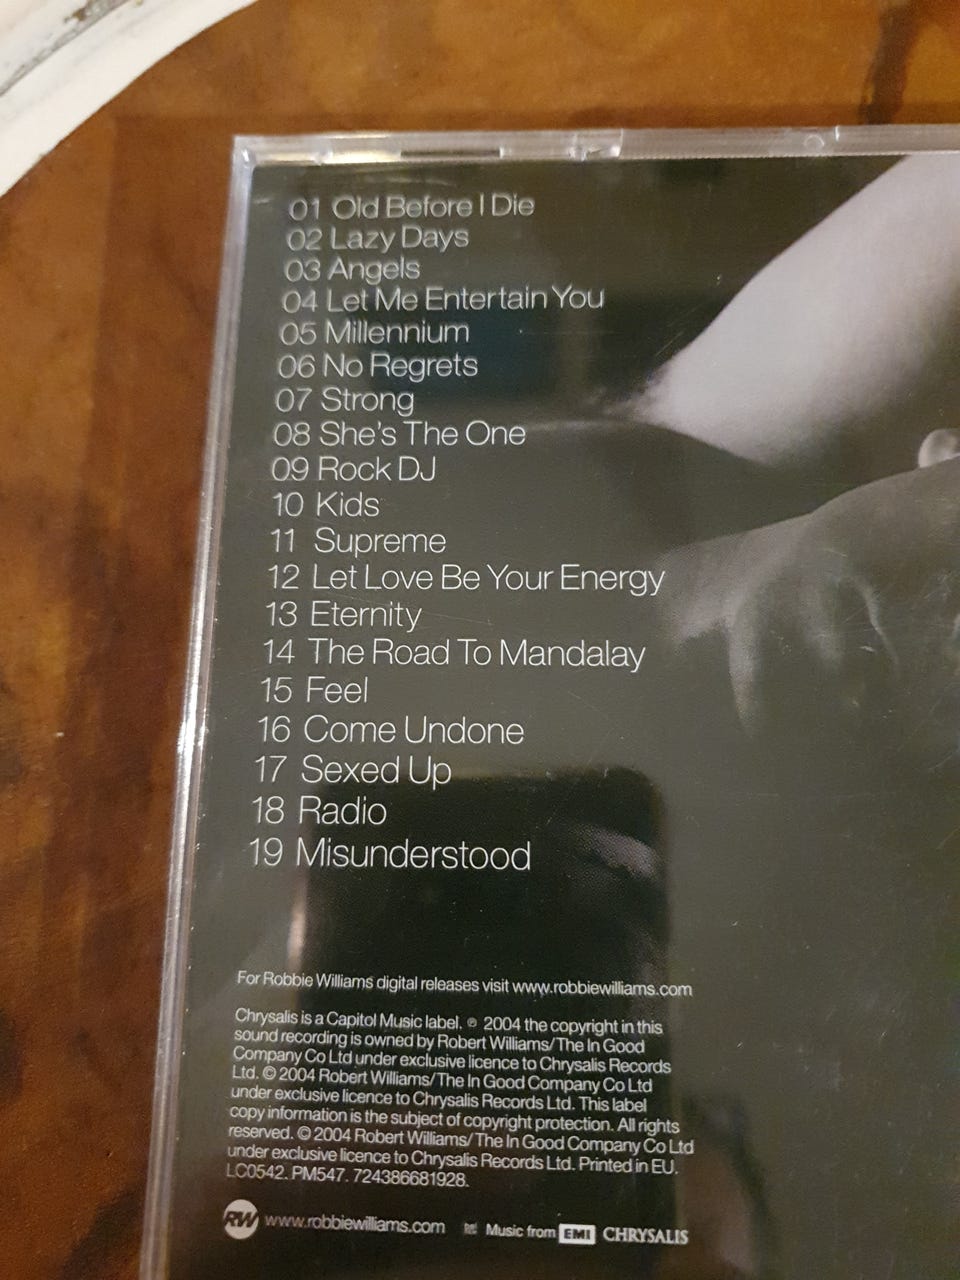 01 Old Before I Die
02 Lazy Days
03 Angels
04 Let Me Entertain You
05 Millennium
06 No Regrets
07 Strong
08 She's The One
09 Rock DJ
10 Kids
11 Supreme
12 Let Love Be Your Energy
13 Eternity
14 The Road To Mandalay
15 Feel
16 Come Undone
17 Sexed Up
18 Radio
19 Misunderstood
For Robbie Williams digital releases visit www.robbiewilliams.com
Chrysalis is a Capitol Music label. ℗ 2004 the copyright in this
sound recording is owned by Robert Williams/The In Good
Company Co Ltd under exclusive licence to Chrysalis Records
Ltd. © 2004 Robert Williams/The In Good Company Co Ltd
under exclusive licence to Chrysalis Records Ltd. This label
copy information is the subject of copyright protection. All rights
reserved. © 2004 Robert Williams/The In Good Company Co Ltd
under exclusive licence to Chrysalis Records Ltd. Printed in EU.
LC0542. PM547. 724386681928.
RW www.robbiewilliams.com Music from EMI CHRYSALIS